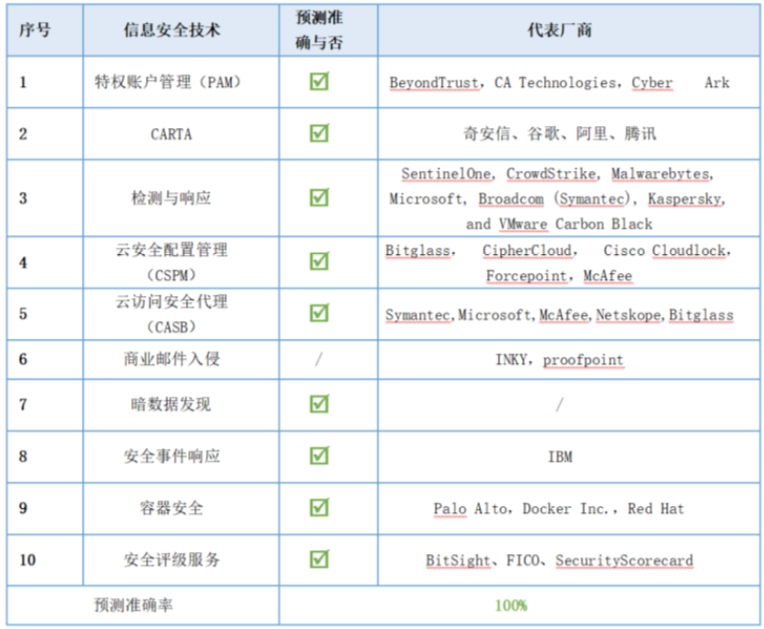 序号 信息安全技术 预测准确与否 代表厂商
1 特权账户管理（PAM） ☑ BeyondTrust，CA Technologies，Cyber Ark
2 CARTA ☑ 奇安信、谷歌、阿里、腾讯
3 检测与响应 ☑ SentinelOne, CrowdStrike, Malwarebytes,
Microsoft, Broadcom (Symantec), Kaspersky,
and VMware Carbon Black
4 云安全配置管理
（CSPM） ☑ Bitglass， CipherCloud， Cisco Cloudlock，
Forcepoint，McAfee
5 云访问安全代理
（CASB） ☑ Symantec,Microsoft,McAfee,Netskope,Bitglass
6 商业邮件入侵 / INKY，proofpoint
7 暗数据发现 ☑ /
8 安全事件响应 ☑ IBM
9 容器安全 ☑ Palo Alto，Docker Inc.，Red Hat
10 安全评级服务 ☑ BitSight、FICO、SecurityScorecard
预测准确率 100%